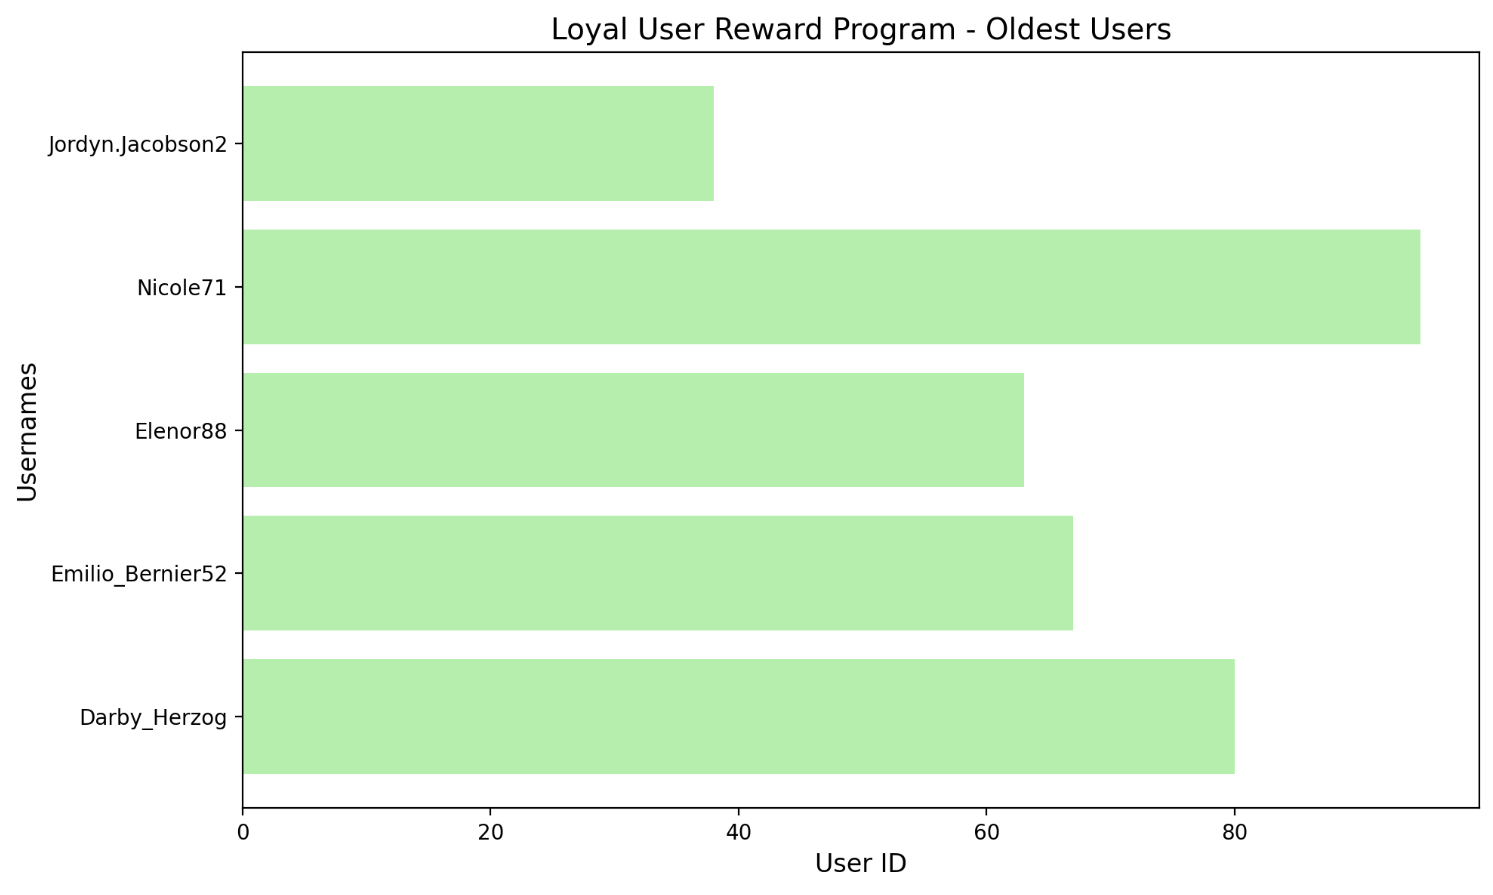 Loyal User Reward Program - Oldest Users
Jordyn.Jacobson2
Nicole71
Elenor88
Emilio_Bernier52
Darby_Herzog
Usernames
0 20 40 60 80
User ID